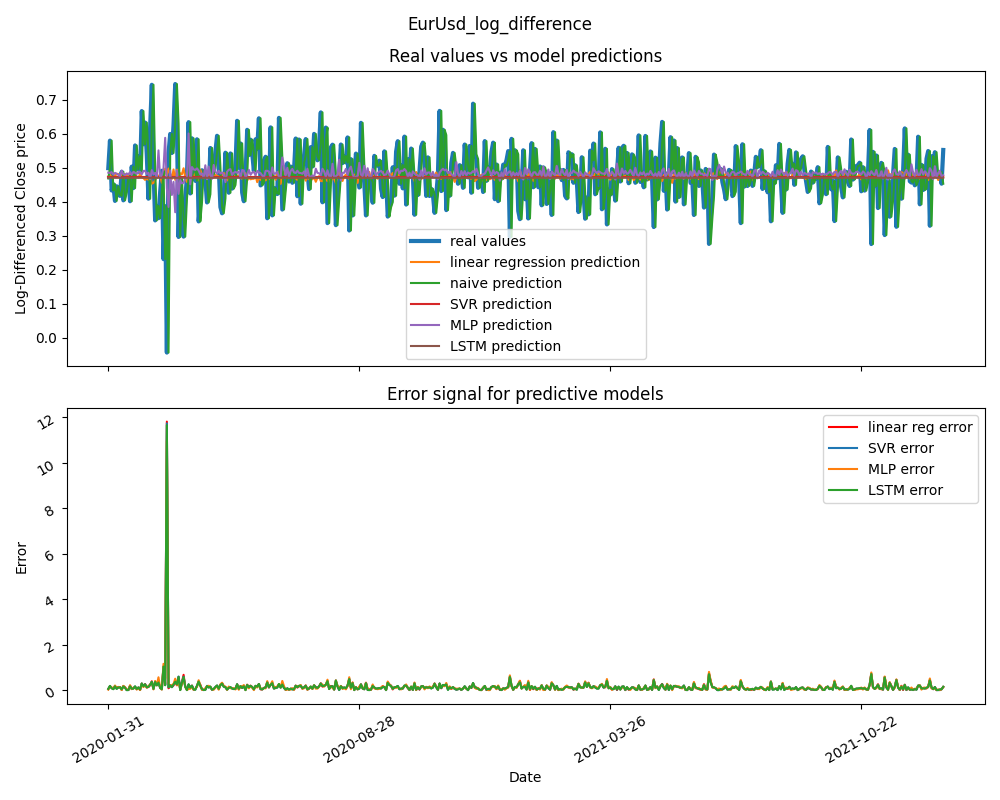 EurUsd_log_difference
Real values vs model predictions
Log-Differenced Close price
0.7
0.6
0.5
0.4
0.3
0.2
0.1
0.0
real values
linear regression prediction
naive prediction
SVR prediction
MLP prediction
LSTM prediction
Error signal for predictive models
Error
12
10
8
6
4
2
0
linear reg error
SVR error
MLP error
LSTM error
2020-01-31
2020-08-28
2021-03-26
2021-10-22
Date